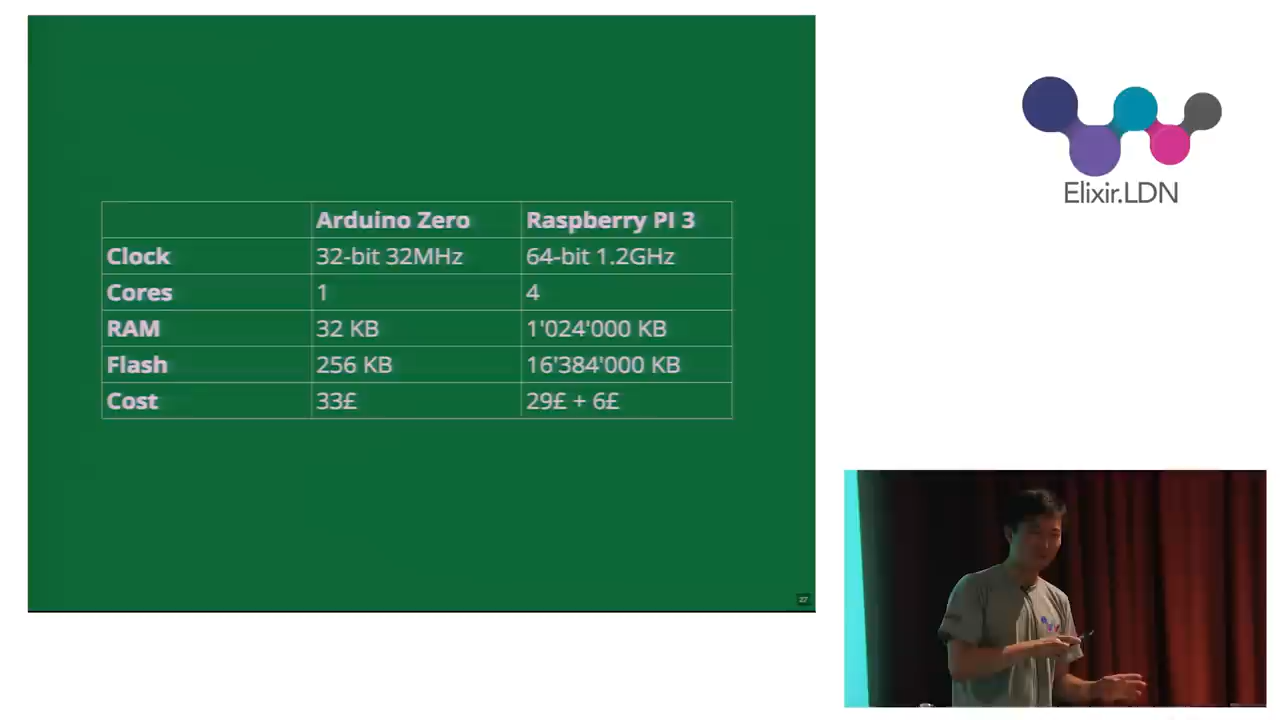 Arduino Zero Raspberry PI 3
Clock 32-bit 32MHz 64-bit 1.2GHz
Cores 1 4
RAM 32 KB 1'024'000 KB
Flash 256 KB 16'384'000 KB
Cost 33£ 29£ + 6£
27
Elixir.LDN